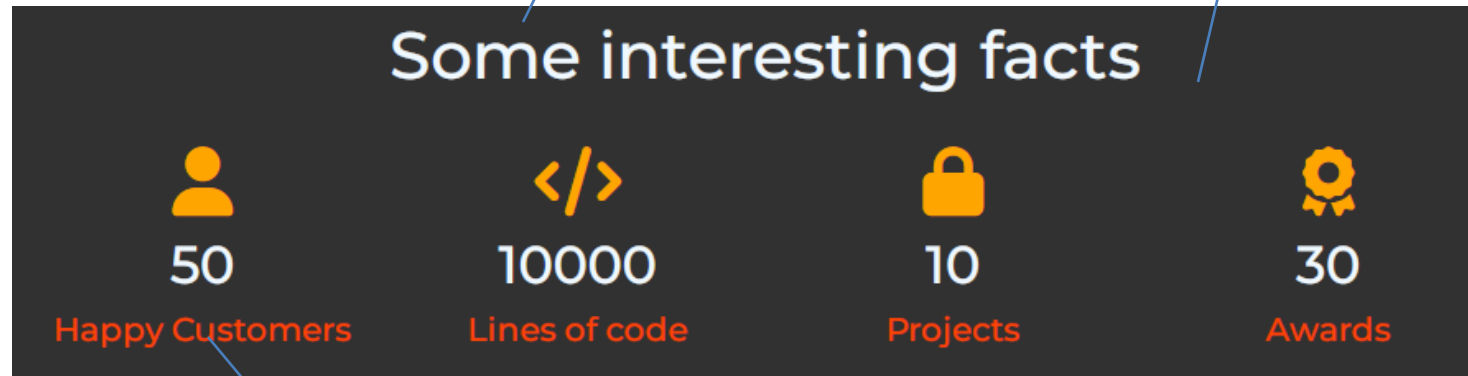 Some interesting facts
50 10000 10 30
Happy Customers Lines of code Projects Awards